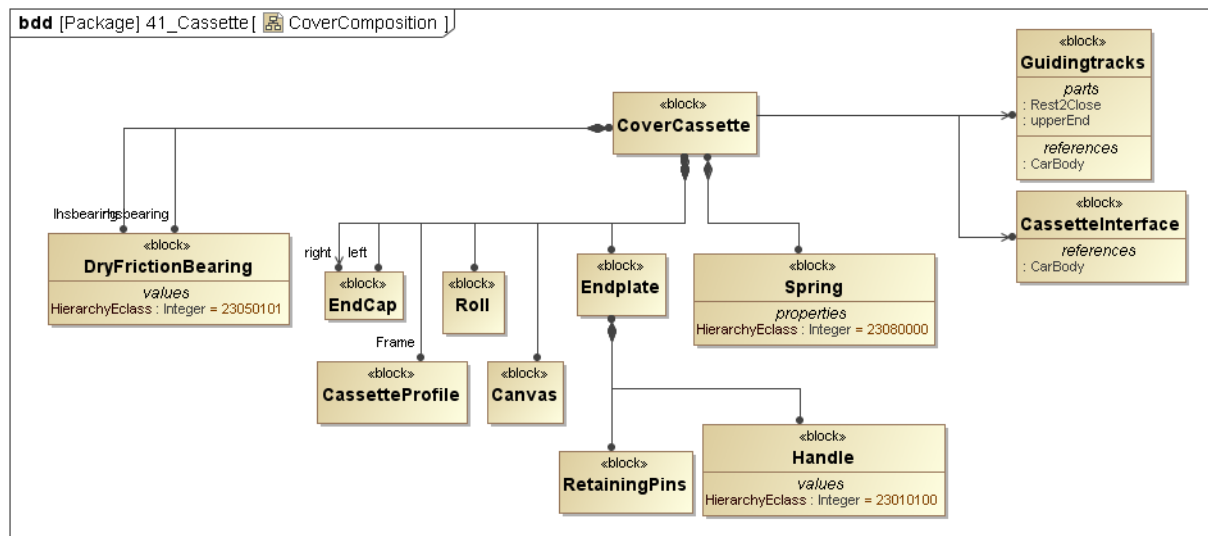 bdd [Package] 41_Cassette[ CoverComposition ]
«block»
Guidingtracks
parts
: Rest2Close
: upperEnd
references
: CarBody
«block»
CoverCassette
«block»
CassetteInterface
references
: CarBody
lhsbearing
rhsbearing
«block»
DryFrictionBearing
values
HierarchyEclass : Integer = 23050101
right
left
«block»
EndCap
«block»
Roll
«block»
Endplate
«block»
Spring
properties
HierarchyEclass : Integer = 23080000
Frame
«block»
CassetteProfile
«block»
Canvas
«block»
RetainingPins
«block»
Handle
values
HierarchyEclass : Integer = 23010100